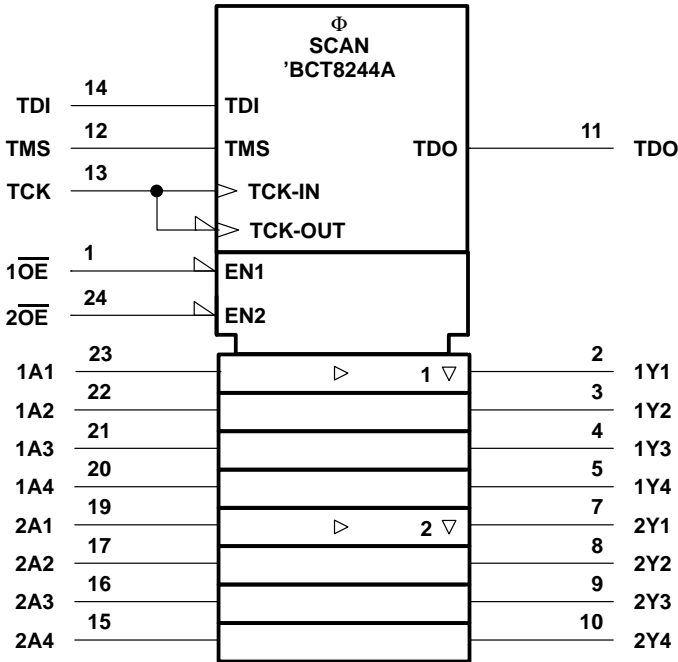 Φ
SCAN
’BCT8244A
TDI 14 TDI
TMS 12 TMS TDO 11 TDO
TCK 13 TCK-IN
TCK-OUT
1O̅E̅ 1 EN1
2O̅E̅ 24 EN2
1A1 23 1 2 1Y1
1A2 22 3 1Y2
1A3 21 4 1Y3
1A4 20 5 1Y4
2A1 19 2 7 2Y1
2A2 17 8 2Y2
2A3 16 9 2Y3
2A4 15 10 2Y4